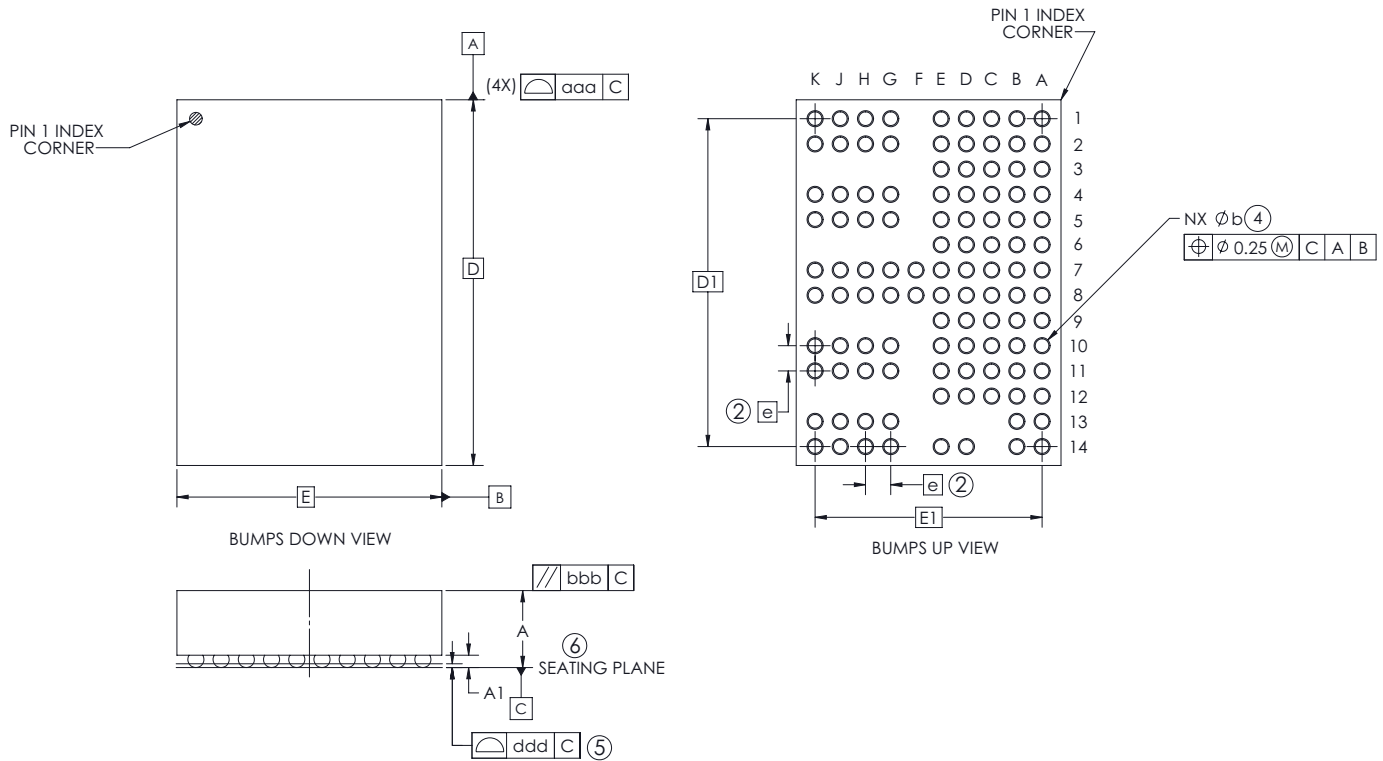 PIN 1 INDEX
CORNER
A
(4X) aaa C
D
E
B
BUMPS DOWN VIEW
PIN 1 INDEX
CORNER
K J H G F E D C B A
1
2
3
4
5
6
7
8
9
10
11
12
13
14
D1
② e
e ②
E1
BUMPS UP VIEW
NX Øb④
⌖ Ø 0.25 Ⓜ C A B
// bbb C
A
⑥
SEATING PLANE
A1
C
ddd C ⑤